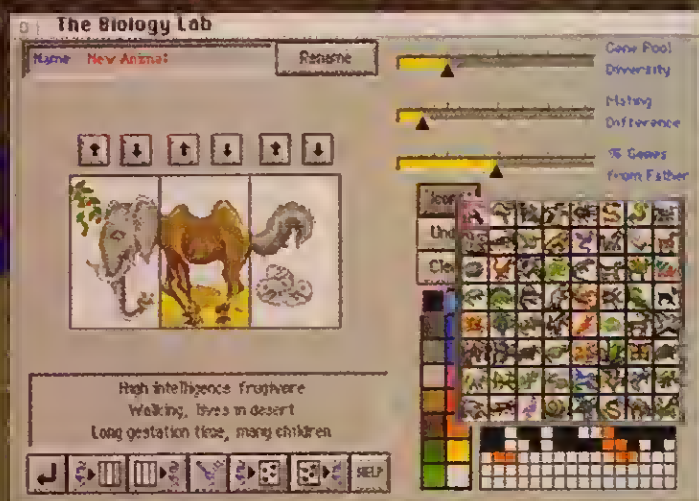 The Biology Lab
Name New Animal
Rename
Gene Pool
Diversity
Mating
Difference
% Genes
from Father
High intelligence frugivore
Walking, lives in desert
Long gestation time, many children
HELP